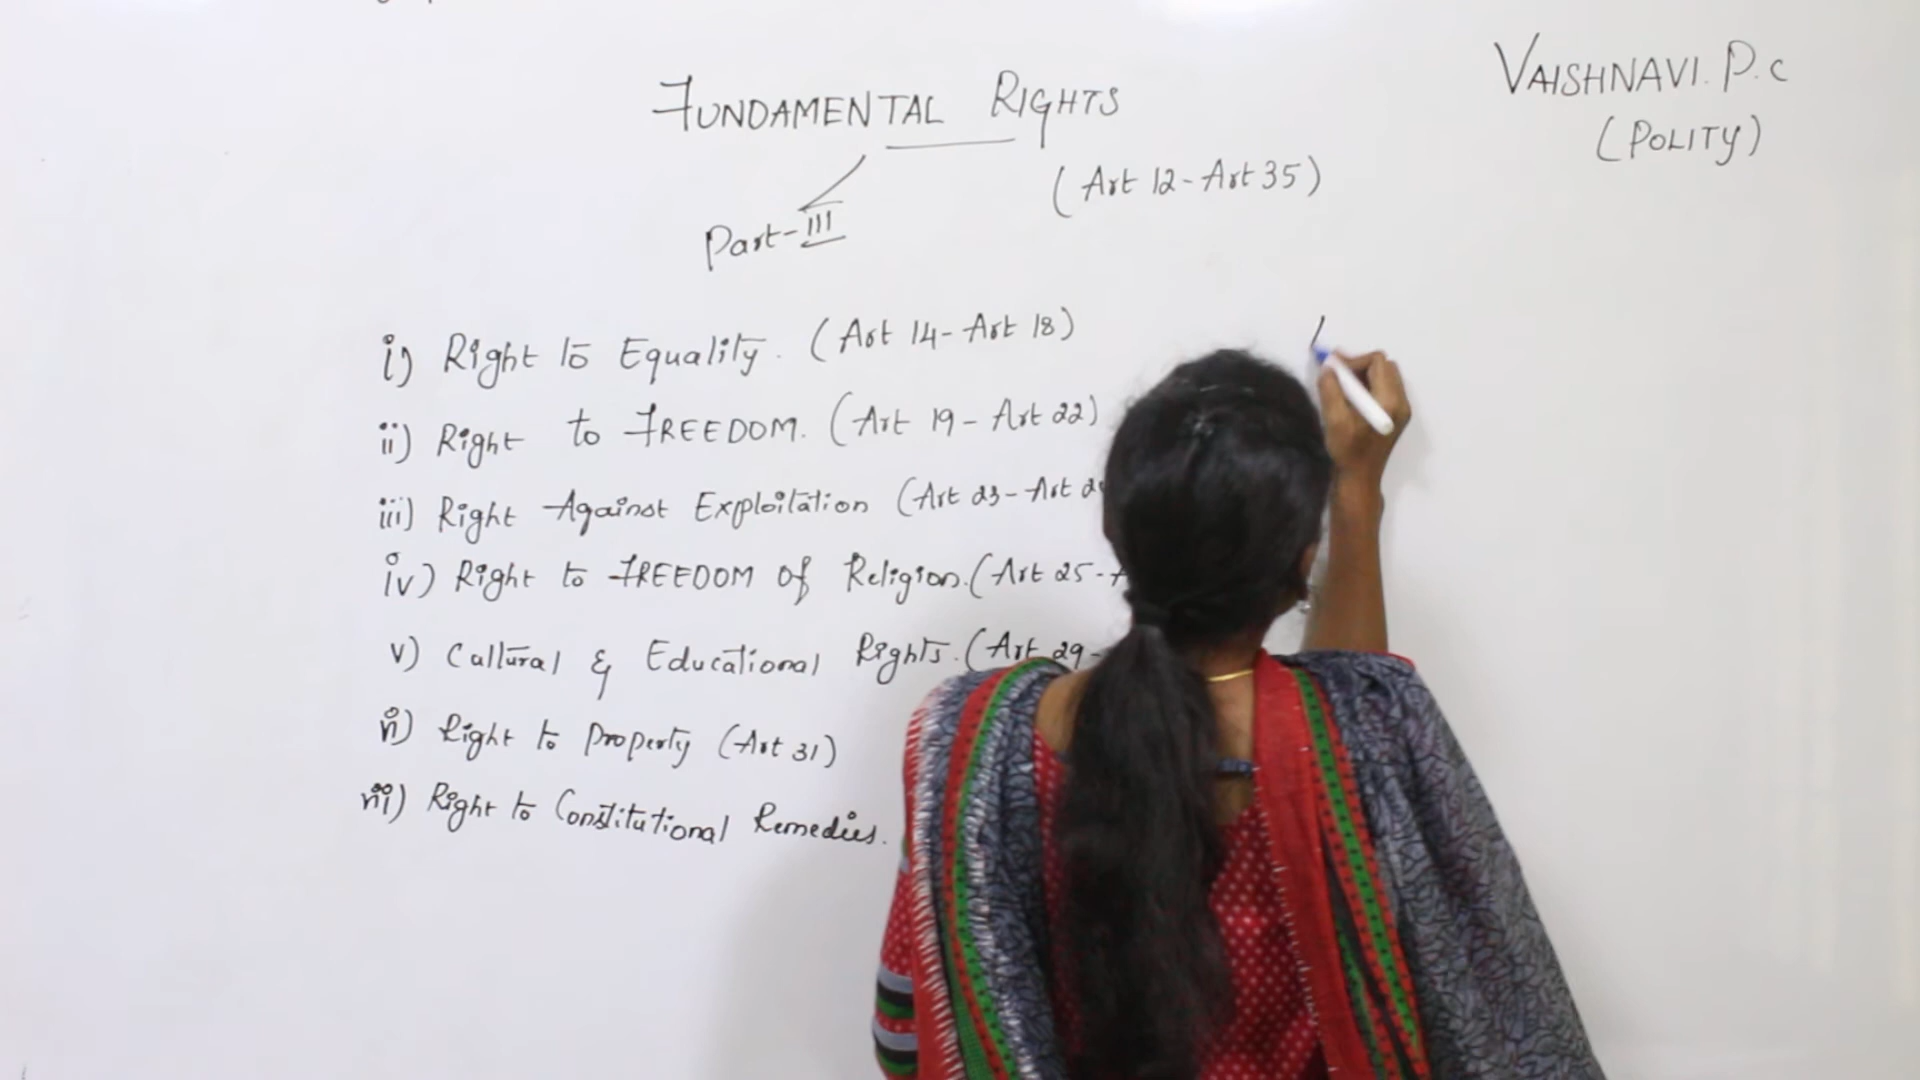 FUNDAMENTAL RIGHTS
VAISHNAVI. P.C
(POLITY)
(Art 12 - Art 35)
Part-III
i) Right to Equality. (Art 14 - Art 18)
ii) Right to FREEDOM. (Art 19 - Art 22)
iii) Right Against Exploitation (Art 23 - Art 2
iv) Right to FREEDOM of Religion. (Art 25 -
v) Cultural & Educational Rights. (Art 29 -
vi) Right to Property (Art 31)
vii) Right to Constitutional Remedies.